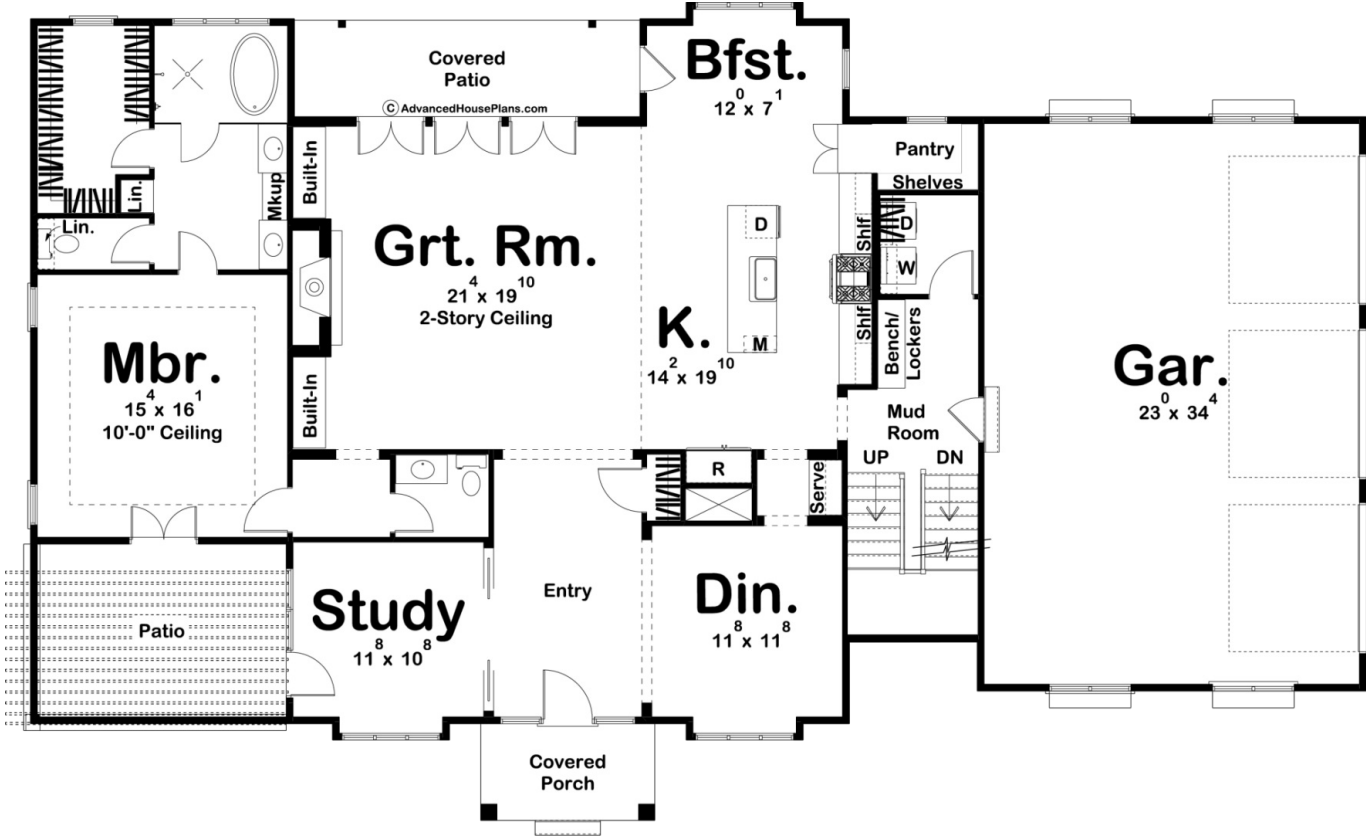 Covered
Patio
© AdvancedHousePlans.com
Bfst.
12⁰ x 7¹
Pantry
Shelves
Built-In
Lin.
Mkup
Lin.
Grt. Rm.
21⁴ x 19¹⁰
2-Story Ceiling
D
Shlf
D
W
K.
14² x 19¹⁰
M
Shlf
Bench/
Lockers
Mbr.
15⁴ x 16¹
10'-0" Ceiling
Built-In
Gar.
23⁰ x 34⁴
Mud
Room
UP
DN
R
Serve
Patio
Study
11⁸ x 10⁸
Entry
Din.
11⁸ x 11⁸
Covered
Porch